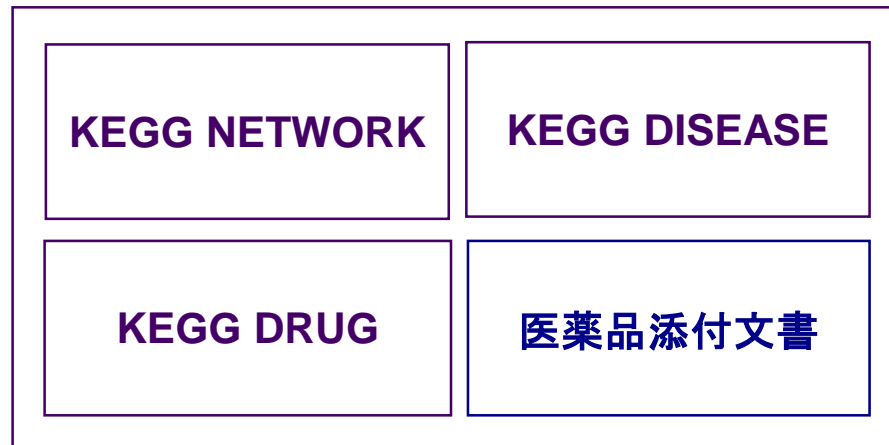 KEGG NETWORK
KEGG DISEASE
KEGG DRUG
医薬品添付文書